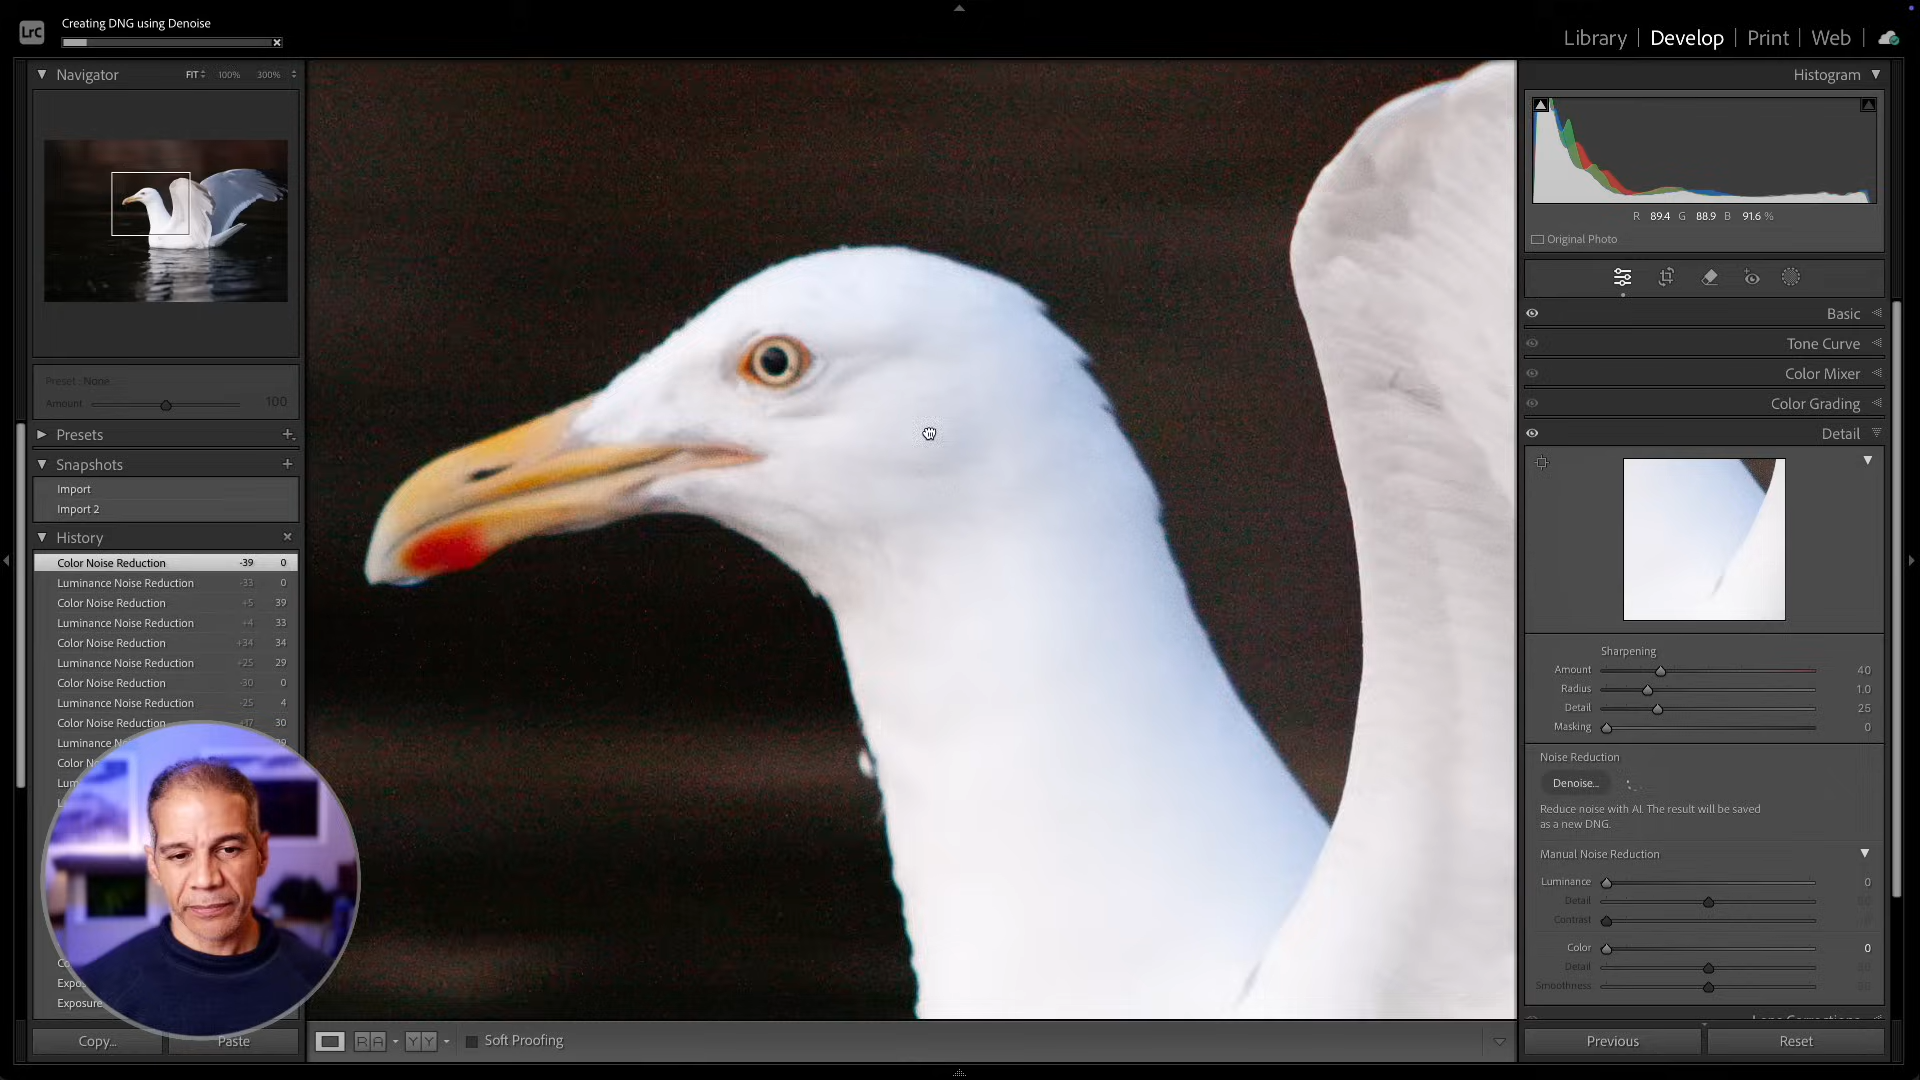 LrC
Creating DNG using Denoise
Library | Develop | Print | Web
Navigator FIT 100% 300%
Preset : None
Amount 100
Presets
Snapshots
Import
Import 2
History
Color Noise Reduction -39 0
Luminance Noise Reduction -33 0
Color Noise Reduction +5 39
Luminance Noise Reduction +4 33
Color Noise Reduction +34 34
Luminance Noise Reduction +25 29
Color Noise Reduction -30 0
Luminance Noise Reduction -25 4
Color Noise Reduction +17 30
Exposure
Copy... Paste
R A Y Y Soft Proofing
Histogram
R 89.4 G 88.9 B 91.6 %
Original Photo
Basic
Tone Curve
Color Mixer
Color Grading
Detail
Sharpening
Amount 40
Radius 1.0
Detail 25
Masking 0
Noise Reduction
Denoise...
Reduce noise with AI. The result will be saved
as a new DNG.
Manual Noise Reduction
Luminance 0
Detail
Contrast
Color 0
Detail
Smoothness
Lens Corrections
Previous Reset